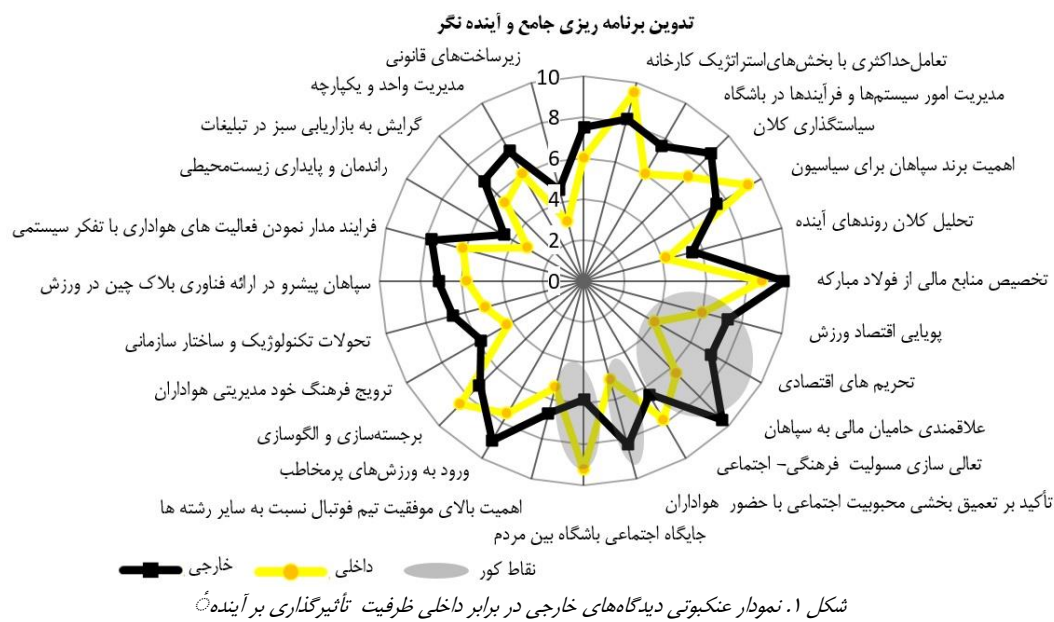 تدوین برنامه ریزی جامع و آینده نگر
تعامل‌حداکثری با بخش‌های‌استراتژیک کارخانه
مدیریت امور سیستم‌ها و فرآیندها در باشگاه
سیاستگذاری کلان
اهمیت برند سپاهان برای سیاسیون
تحلیل کلان روندهای آینده
تخصیص منابع مالی از فولاد مبارکه
پویایی اقتصاد ورزش
تحریم های اقتصادی
علاقمندی حامیان مالی به سپاهان
تعالی سازی مسولیت فرهنگی- اجتماعی
تأکید بر تعمیق بخشی محبوبیت اجتماعی با حضور هواداران
جایگاه اجتماعی باشگاه بین مردم
اهمیت بالای موفقیت تیم فوتبال نسبت به سایر رشته ها
ورود به ورزش‌های پرمخاطب
برجسته‌سازی و الگوسازی
ترویج فرهنگ خود مدیریتی هواداران
تحولات تکنولوژیک و ساختار سازمانی
سپاهان پیشرو در ارائه فناوری بلاک چین در ورزش
فرایند مدار نمودن فعالیت های هواداری با تفکر سیستمی
راندمان و پایداری زیست‌محیطی
گرایش به بازاریابی سبز در تبلیغات
مدیریت واحد و یکپارچه
زیرساخت‌های قانونی
10
8
6
4
2
0
خارجی داخلی نقاط کور
شکل ۱. نمودار عنکبوتی دیدگاه‌های خارجی در برابر داخلی ظرفیت تأثیرگذاری بر آینده